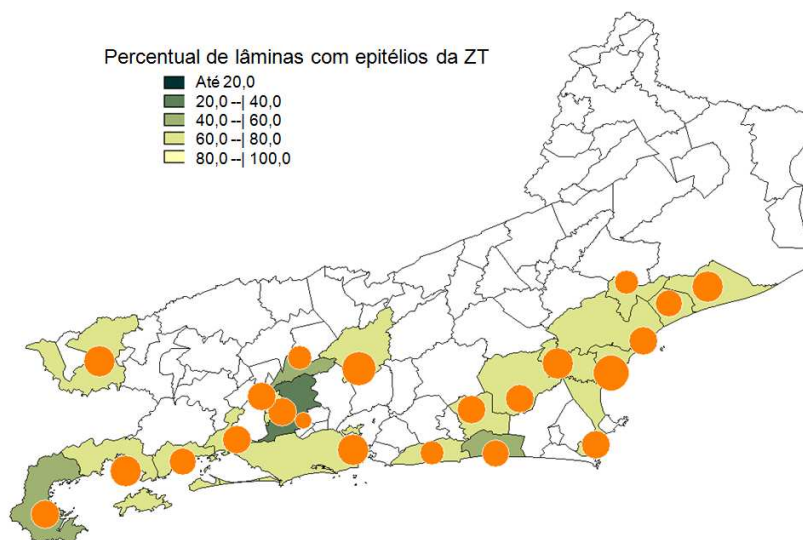 Percentual de lâminas com epitélios da ZT
Até 20,0
20,0 --| 40,0
40,0 --| 60,0
60,0 --| 80,0
80,0 --| 100,0